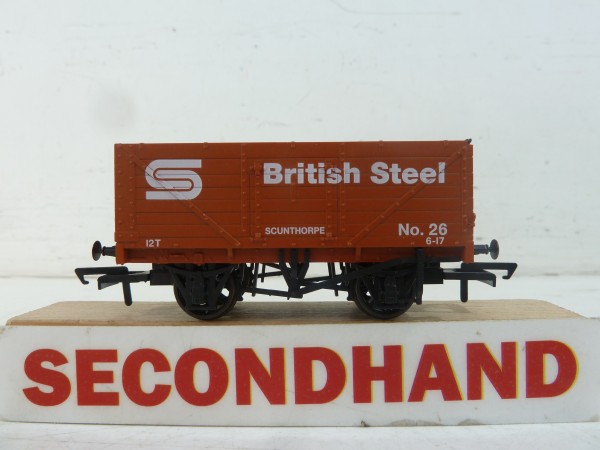 British Steel
SCUNTHORPE
No. 26
12T
6-17
SECONDHAND